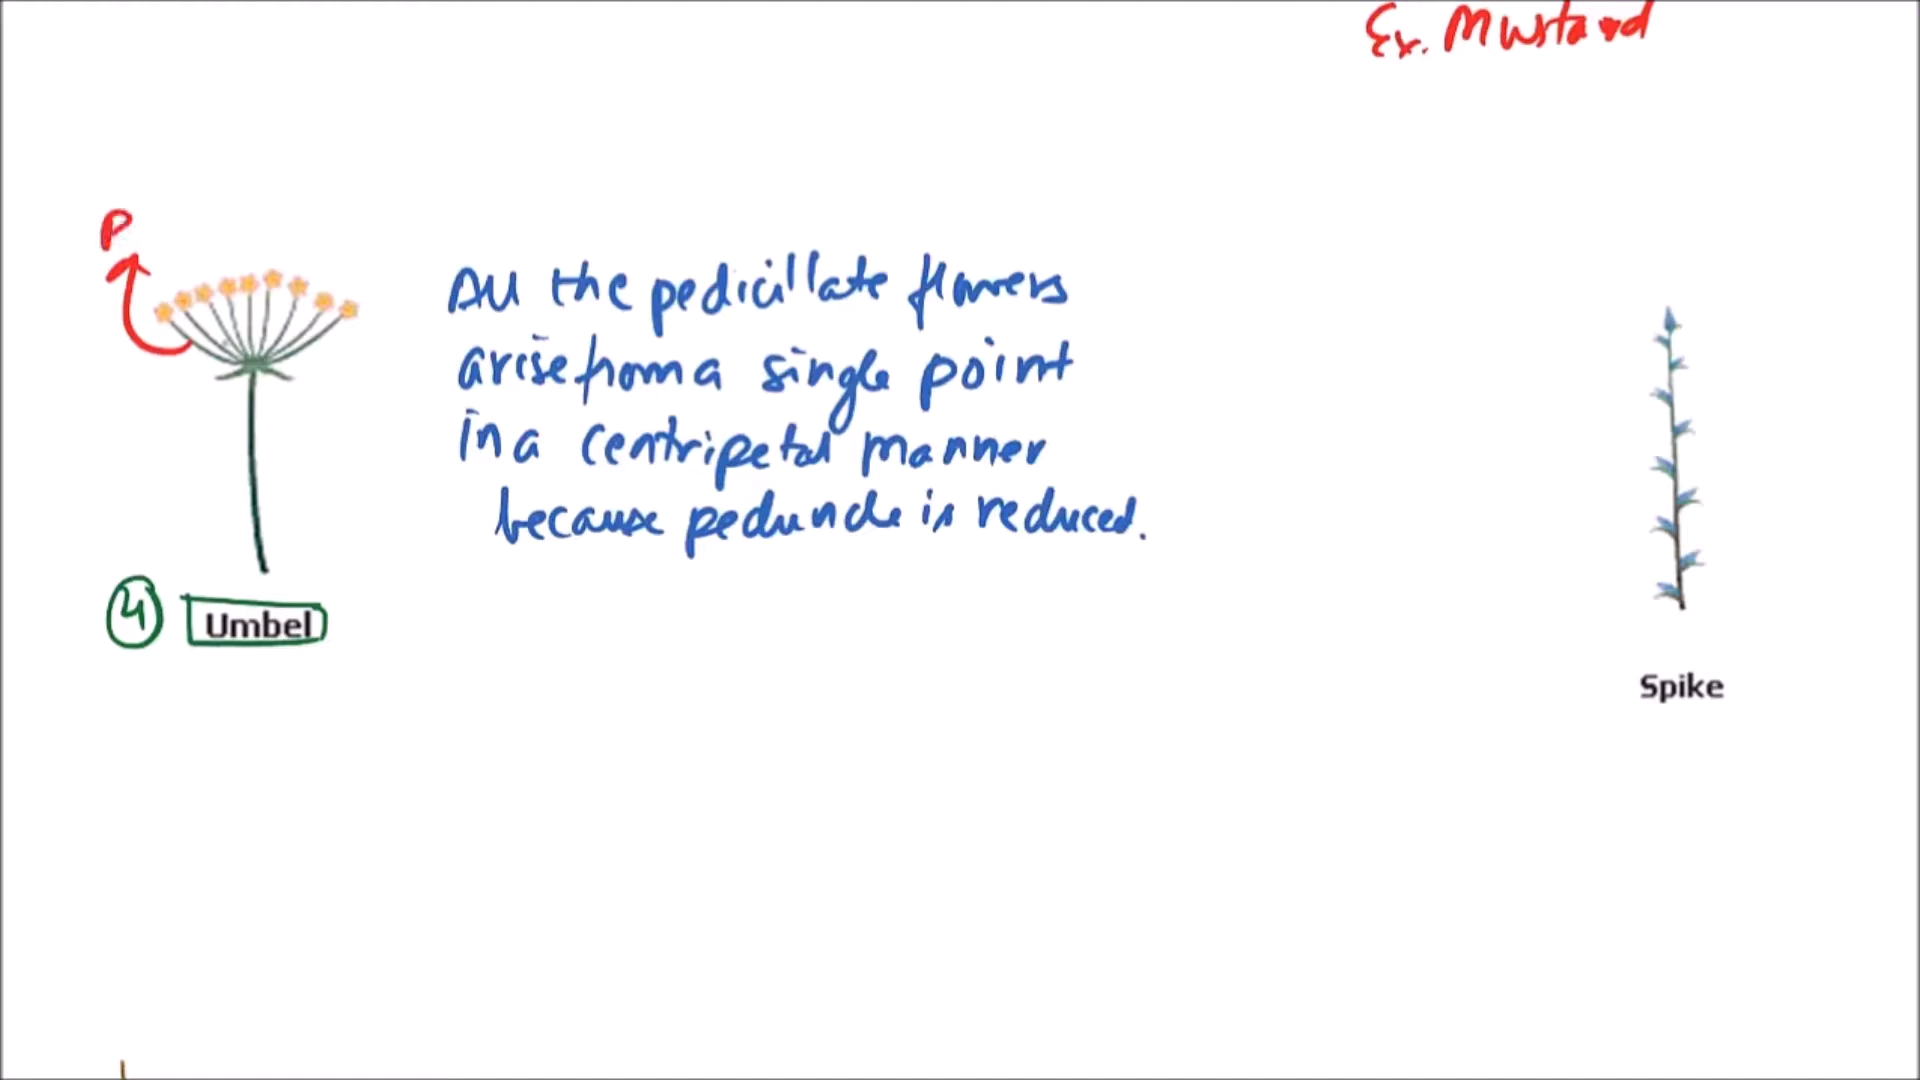 Ex. Mustard
P
All the pedicillate flowers
arise from a single point
in a centripetal manner
because peduncle is reduced.
4 Umbel
Spike